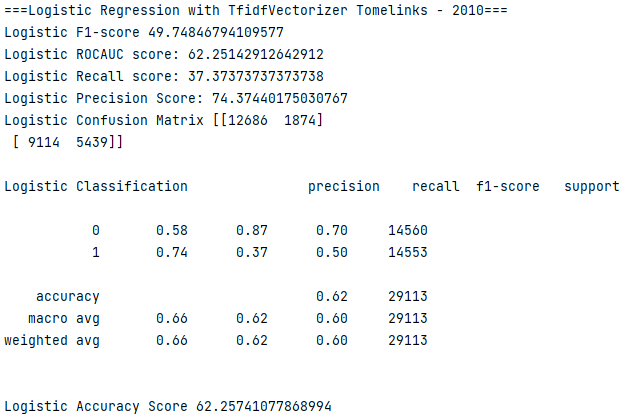 ===Logistic Regression with TfidfVectorizer Tomelinks - 2010===
Logistic F1-score 49.74846794109577
Logistic ROCAUC score: 62.25142912642912
Logistic Recall score: 37.37373737373738
Logistic Precision Score: 74.37440175030767
Logistic Confusion Matrix [[12686  1874]
 [ 9114  5439]]
Logistic Classification               precision    recall  f1-score   support
           0       0.58      0.87      0.70     14560
           1       0.74      0.37      0.50     14553
    accuracy                           0.62     29113
   macro avg       0.66      0.62      0.60     29113
weighted avg       0.66      0.62      0.60     29113
Logistic Accuracy Score 62.25741077868994